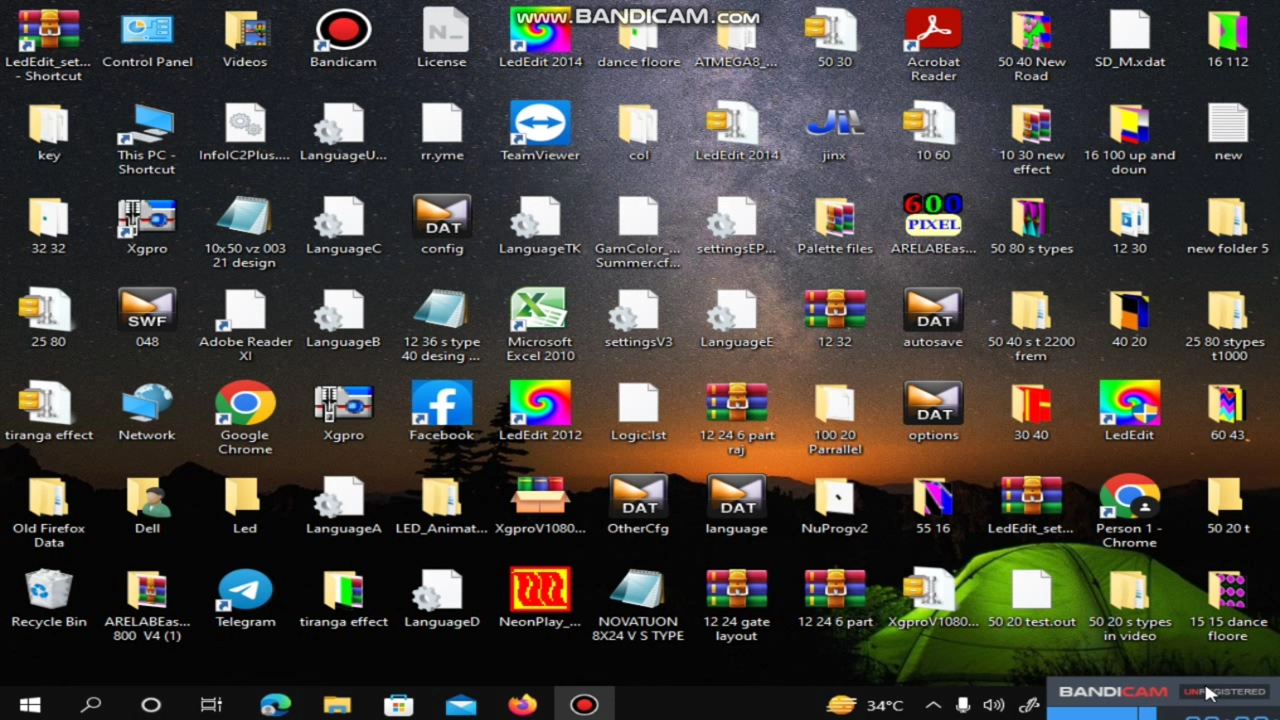 www.BANDICAM.com
LedEdit_set...
- Shortcut
Control Panel
Videos
Bandicam
License
LedEdit 2014
dance floore
ATMEGA8_...
50 30
Acrobat
Reader
50 40 New
Road
SD_M.xdat
16 112
key
This PC -
Shortcut
InfoIC2Plus....
LanguageU...
rr.yme
TeamViewer
col
LedEdit 2014
jinx
10 60
10 30 new
effect
16 100 up and
doun
new
32 32
Xgpro
10x50 vz 003
21 design
LanguageC
DAT
config
LanguageTK
GamColor_...
Summer.cf...
settingsEP...
Palette files
600
PIXEL
ARELABEas...
50 80 s types
12 30
new folder 5
25 80
SWF
048
Adobe Reader
XI
LanguageB
12 36 s type
40 desing ...
Microsoft
Excel 2010
settingsV3
LanguageE
12 32
DAT
autosave
50 40 s t 2200
frem
40 20
25 80 stypes
t1000
tiranga effect
Network
Google
Chrome
Xgpro
Facebook
LedEdit 2012
Logic.lst
12 24 6 part
raj
100 20
Parrallel
DAT
options
30 40
LedEdit
60 43
Old Firefox
Data
Dell
Led
LanguageA
LED_Animat...
XgproV1080...
DAT
OtherCfg
DAT
language
NuProgv2
55 16
LedEdit_set...
Person 1 -
Chrome
50 20 t
Recycle Bin
ARELABEas...
800 V4 (1)
Telegram
tiranga effect
LanguageD
NeonPlay_...
NOVATUON
8X24 V S TYPE
12 24 gate
layout
12 24 6 part
XgproV1080...
50 20 test.out
50 20 s types
in video
15 15 dance
floore
34°C
BANDICAM UNREGISTERED